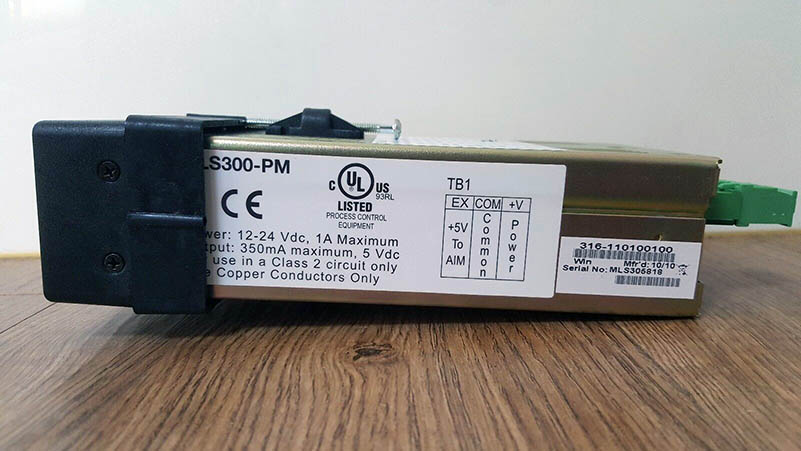 LS300-PM
CE
C UL US
93RL
LISTED
PROCESS CONTROL
EQUIPMENT
wer: 12-24 Vdc, 1A Maximum
tput: 350mA maximum, 5 Vdc
use in a Class 2 circuit only
e Copper Conductors Only
TB1
EX COM +V
+5V To AIM
Common
Power
316-110100100
Win Mfr'd: 10/10
Serial No: MLS305818